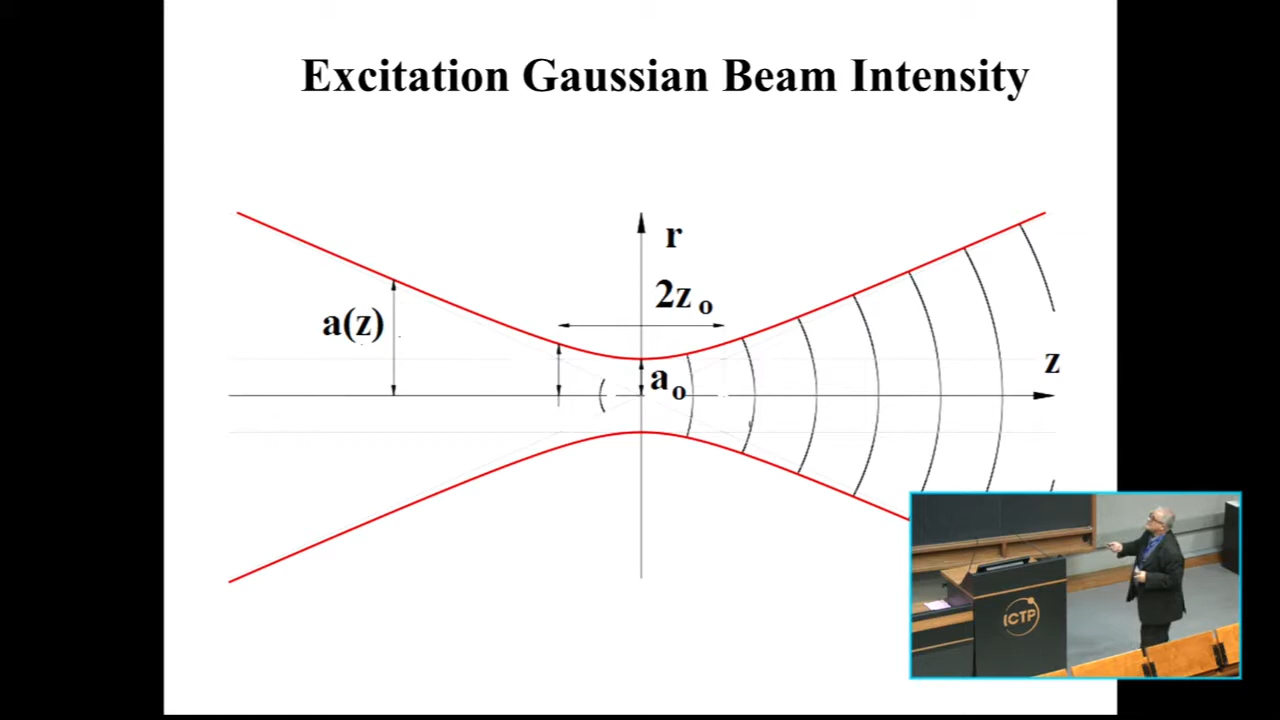 Excitation Gaussian Beam Intensity
r
2z o
a(z)
z
a o
ICTP